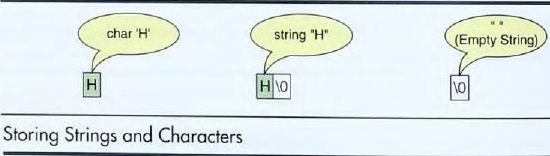 char 'H'
string "H"
" "
(Empty String)
H
H \0
\0
Storing Strings and Characters